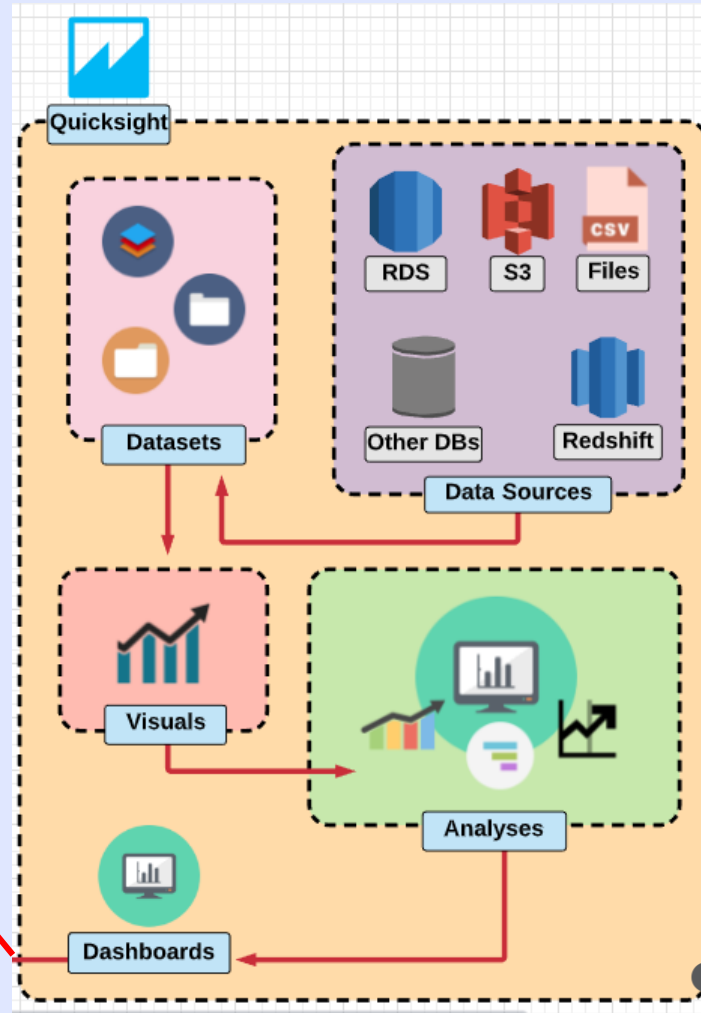 Quicksight
RDS
S3
CSV
Files
Other DBs
Redshift
Datasets
Data Sources
Visuals
Analyses
Dashboards